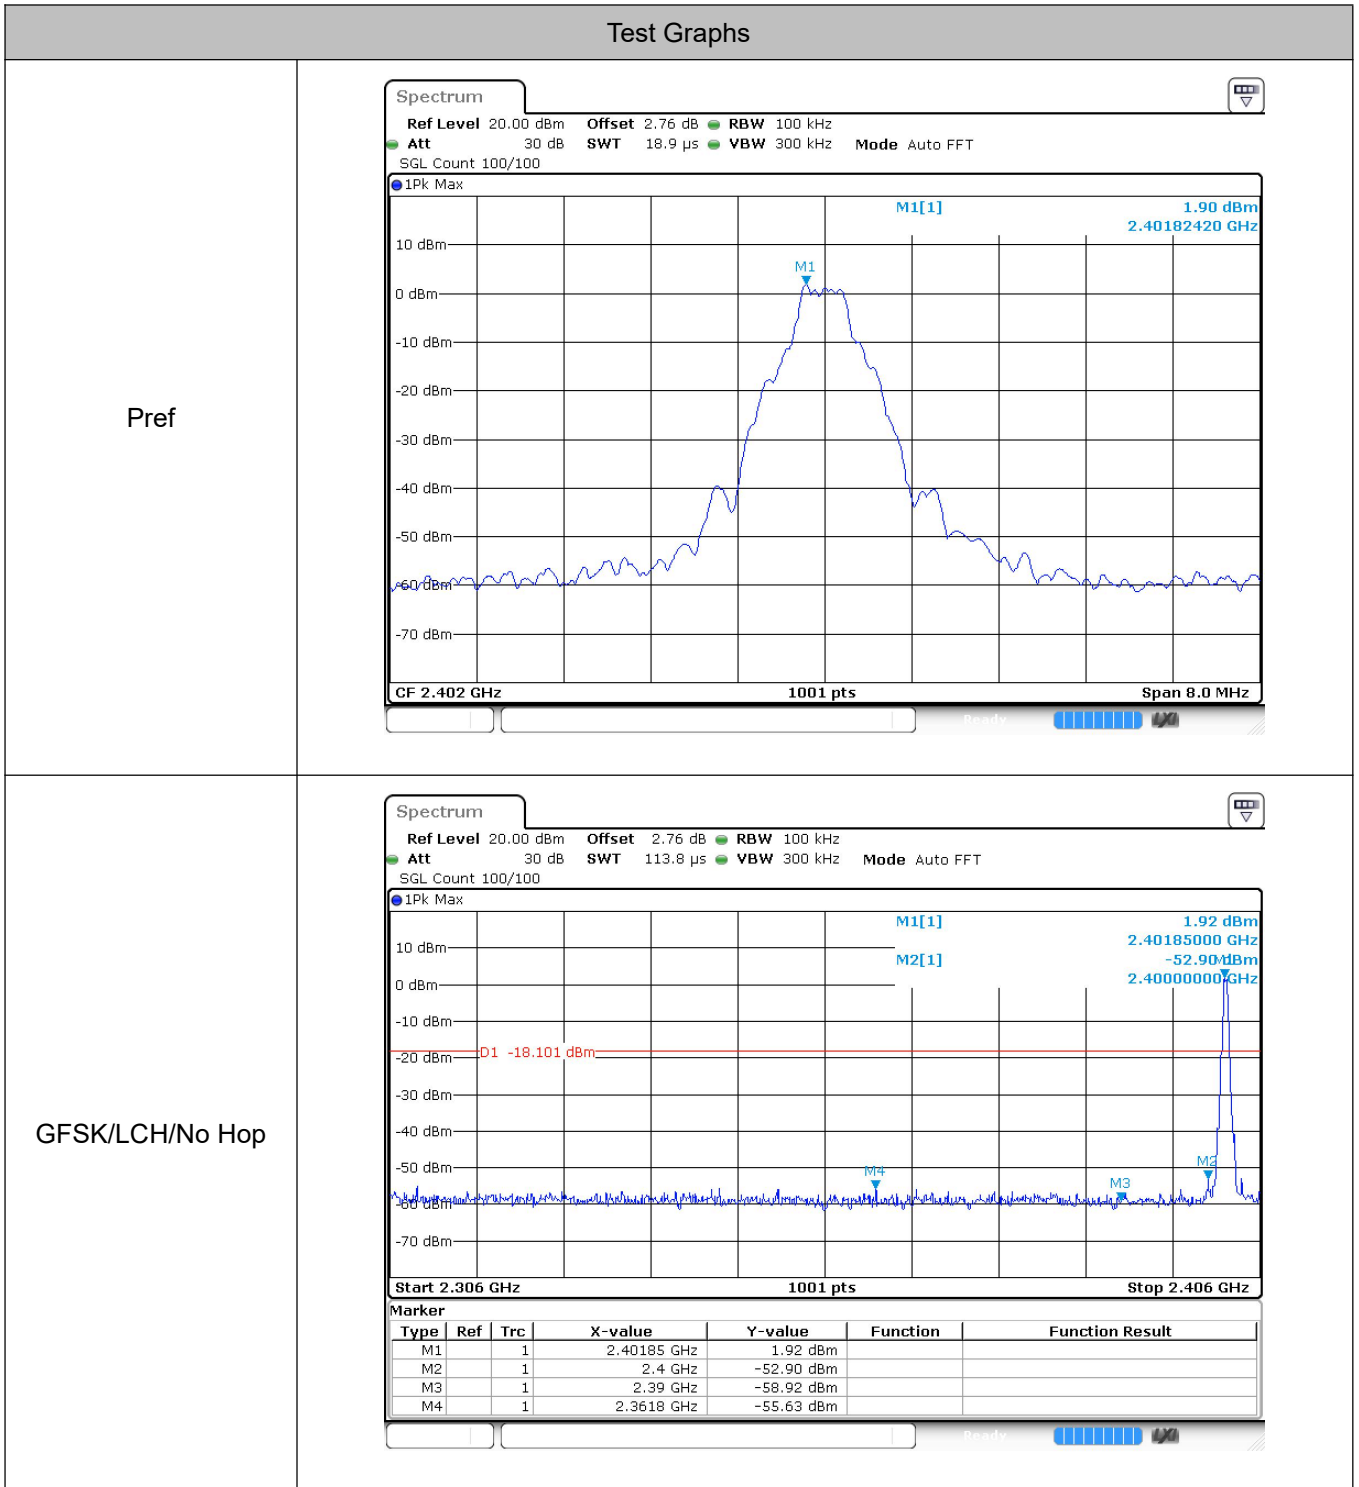 Test Graphs
Pref
Spectrum
Ref Level 20.00 dBm Offset 2.76 dB RBW 100 kHz
Att 30 dB SWT 18.9 µs VBW 300 kHz Mode Auto FFT
SGL Count 100/100
1Pk Max
M1[1] 1.90 dBm
2.40182420 GHz
10 dBm
M1
0 dBm
-10 dBm
-20 dBm
-30 dBm
-40 dBm
-50 dBm
-60 dBm
-70 dBm
CF 2.402 GHz 1001 pts Span 8.0 MHz
Ready LXI
GFSK/LCH/No Hop
Spectrum
Ref Level 20.00 dBm Offset 2.76 dB RBW 100 kHz
Att 30 dB SWT 113.8 µs VBW 300 kHz Mode Auto FFT
SGL Count 100/100
1Pk Max
M1[1] 1.92 dBm
2.40185000 GHz
10 dBm
M2[1] -52.90 dBm
M1
2.40000000 GHz
0 dBm
-10 dBm
D1 -18.101 dBm
-20 dBm
-30 dBm
-40 dBm
-50 dBm
M4 M3 M2
-60 dBm
-70 dBm
Start 2.306 GHz 1001 pts Stop 2.406 GHz
Marker
Type Ref Trc X-value Y-value Function Function Result
M1 1 2.40185 GHz 1.92 dBm
M2 1 2.4 GHz -52.90 dBm
M3 1 2.39 GHz -58.92 dBm
M4 1 2.3618 GHz -55.63 dBm
Ready LXI